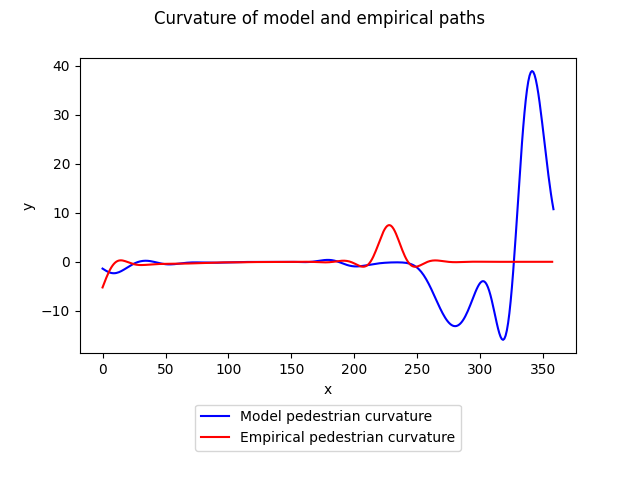 Curvature of model and empirical paths
40
30
20
10
0
−10
y
0 50 100 150 200 250 300 350
x
Model pedestrian curvature
Empirical pedestrian curvature